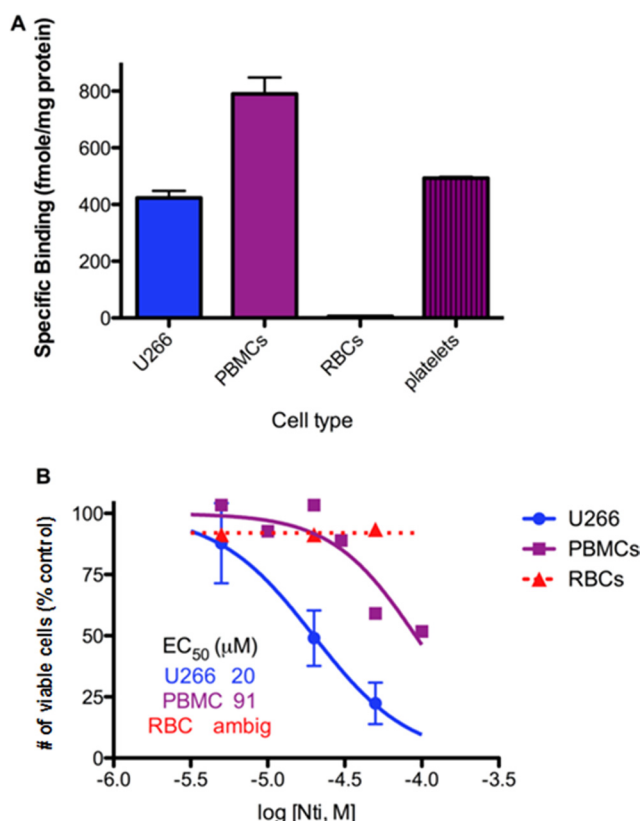 A
Specific Binding (fmole/mg protein)
800
600
400
200
0
U266
PBMCs
RBCs
platelets
Cell type
B
# of viable cells (% control)
100
75
50
25
0
EC50 (μM)
U266 20
PBMC 91
RBC ambig
-6.0
-5.5
-5.0
-4.5
-4.0
-3.5
log [Nti, M]
U266
PBMCs
RBCs